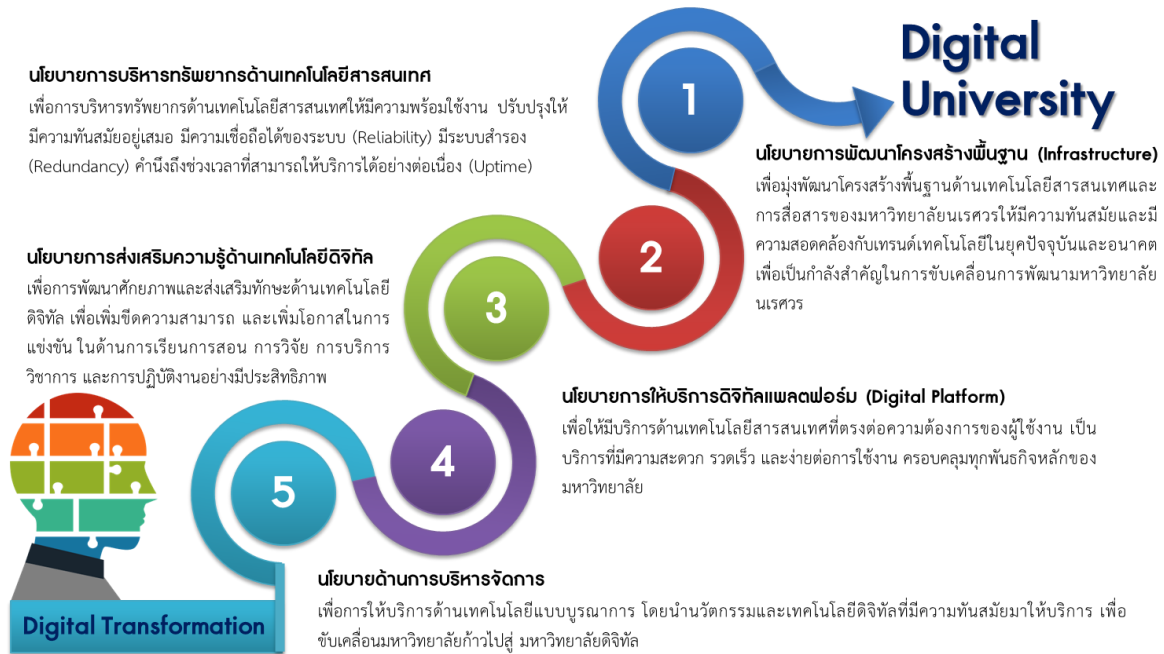 Digital
University
1
นโยบายการบริหารทรัพยากรด้านเทคโนโลยีสารสนเทศ
เพื่อการบริหารทรัพยากรด้านเทคโนโลยีสารสนเทศให้มีความพร้อมใช้งาน ปรับปรุงให้
มีความทันสมัยอยู่เสมอ มีความเชื่อถือได้ของระบบ (Reliability) มีระบบสำรอง
(Redundancy) คำนึงถึงช่วงเวลาที่สามารถให้บริการได้อย่างต่อเนื่อง (Uptime)
นโยบายการพัฒนาโครงสร้างพื้นฐาน (Infrastructure)
เพื่อมุ่งพัฒนาโครงสร้างพื้นฐานด้านเทคโนโลยีสารสนเทศและ
การสื่อสารของมหาวิทยาลัยนเรศวรให้มีความทันสมัยและมี
ความสอดคล้องกับเทรนด์เทคโนโลยีในยุคปัจจุบันและอนาคต
เพื่อเป็นกำลังสำคัญในการขับเคลื่อนการพัฒนามหาวิทยาลัย
นเรศวร
2
นโยบายการส่งเสริมความรู้ด้านเทคโนโลยีดิจิทัล
เพื่อการพัฒนาศักยภาพและส่งเสริมทักษะด้านเทคโนโลยี
ดิจิทัล เพื่อเพิ่มขีดความสามารถ และเพิ่มโอกาสในการ
แข่งขัน ในด้านการเรียนการสอน การวิจัย การบริการ
วิชาการ และการปฏิบัติงานอย่างมีประสิทธิภาพ
3
นโยบายการให้บริการดิจิทัลแพลตฟอร์ม (Digital Platform)
เพื่อให้มีบริการด้านเทคโนโลยีสารสนเทศที่ตรงต่อความต้องการของผู้ใช้งาน เป็น
บริการที่มีความสะดวก รวดเร็ว และง่ายต่อการใช้งาน ครอบคลุมทุกพันธกิจหลักของ
มหาวิทยาลัย
4
5
นโยบายด้านการบริหารจัดการ
เพื่อการให้บริการด้านเทคโนโลยีแบบบูรณาการ โดยนำนวัตกรรมและเทคโนโลยีดิจิทัลที่มีความทันสมัยมาให้บริการ เพื่อ
ขับเคลื่อนมหาวิทยาลัยก้าวไปสู่ มหาวิทยาลัยดิจิทัล
Digital Transformation